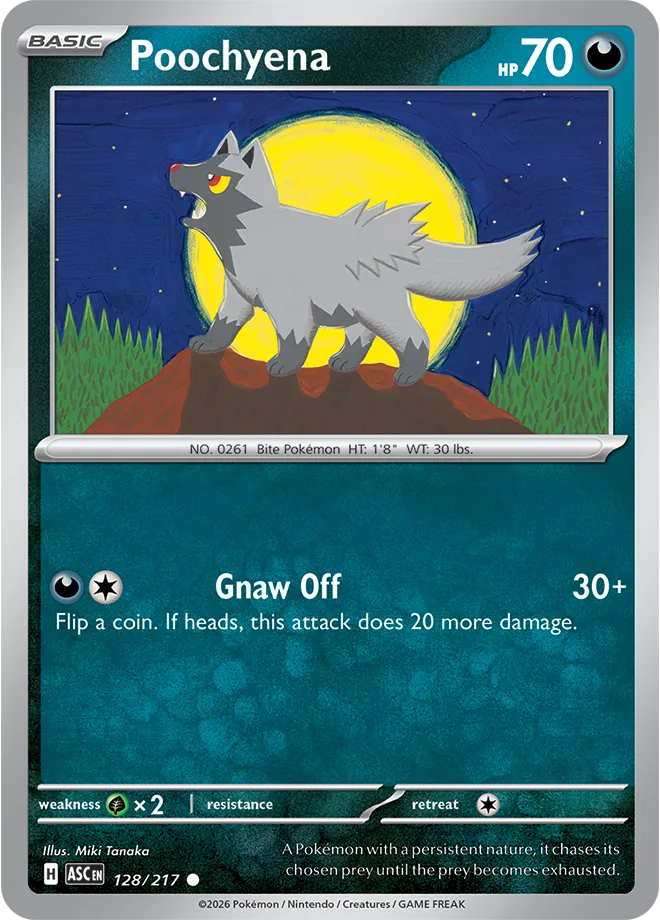 BASIC
Poochyena
HP 70
NO. 0261 Bite Pokémon HT: 1'8" WT: 30 lbs.
Gnaw Off 30+
Flip a coin. If heads, this attack does 20 more damage.
weakness ×2 resistance retreat
Illus. Miki Tanaka
A Pokémon with a persistent nature, it chases its
chosen prey until the prey becomes exhausted.
H ASC EN 128/217
©2026 Pokémon / Nintendo / Creatures / GAME FREAK